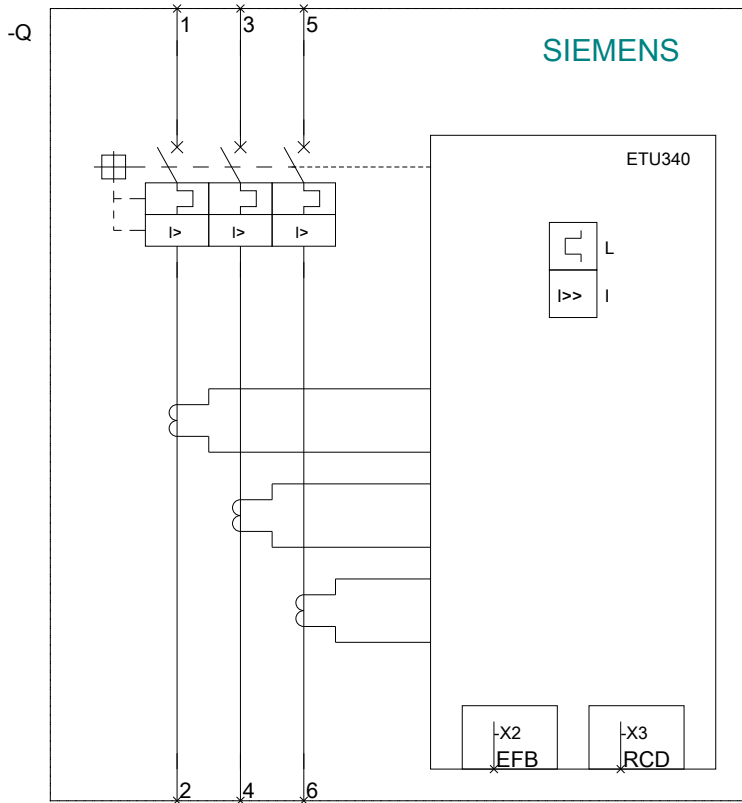 -Q
1 3 5
SIEMENS
ETU340
I> I> I>
L
I>> I
-X2
EFB
-X3
RCD
2 4 6